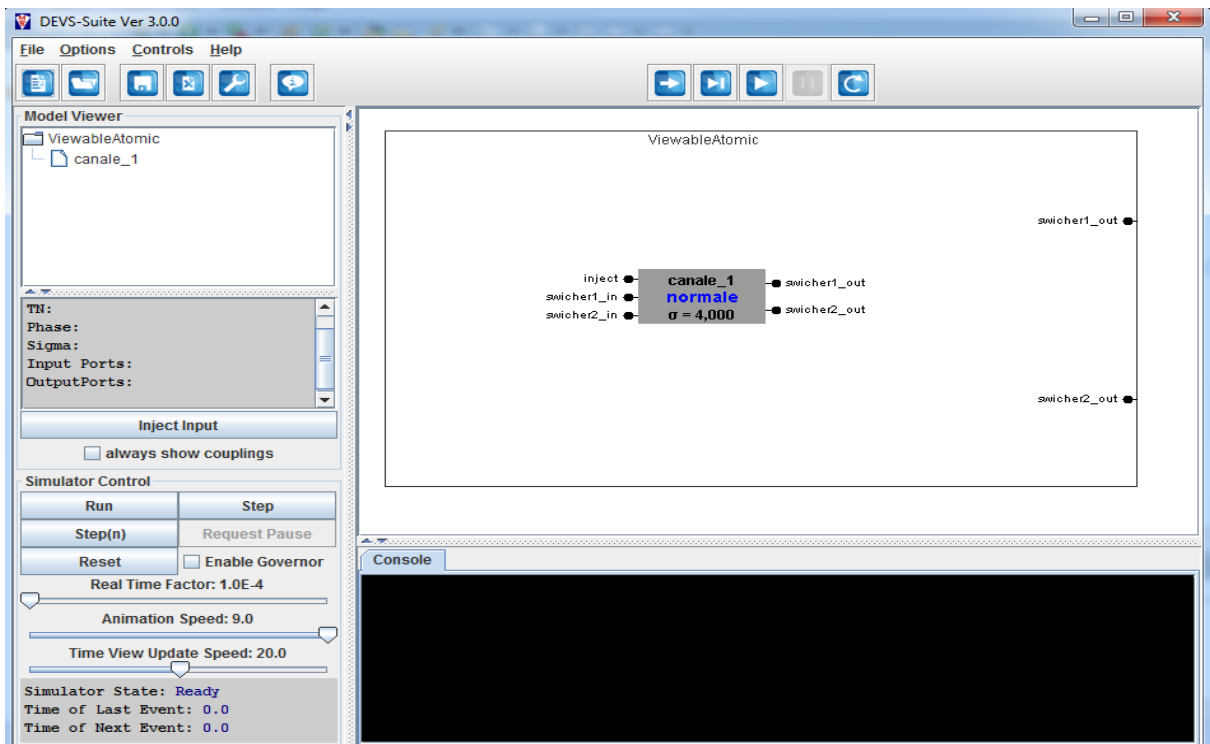 DEVS-Suite Ver 3.0.0
File Options Controls Help
Model Viewer
ViewableAtomic
canale_1
TN:
Phase:
Sigma:
Input Ports:
OutputPorts:
Inject Input
always show couplings
Simulator Control
Run Step
Step(n) Request Pause
Reset Enable Governor
Real Time Factor: 1.0E-4
Animation Speed: 9.0
Time View Update Speed: 20.0
Simulator State: Ready
Time of Last Event: 0.0
Time of Next Event: 0.0
ViewableAtomic
swicher1_out
inject canale_1 swicher1_out
swicher1_in normale
swicher2_in σ = 4,000 swicher2_out
swicher2_out
Console